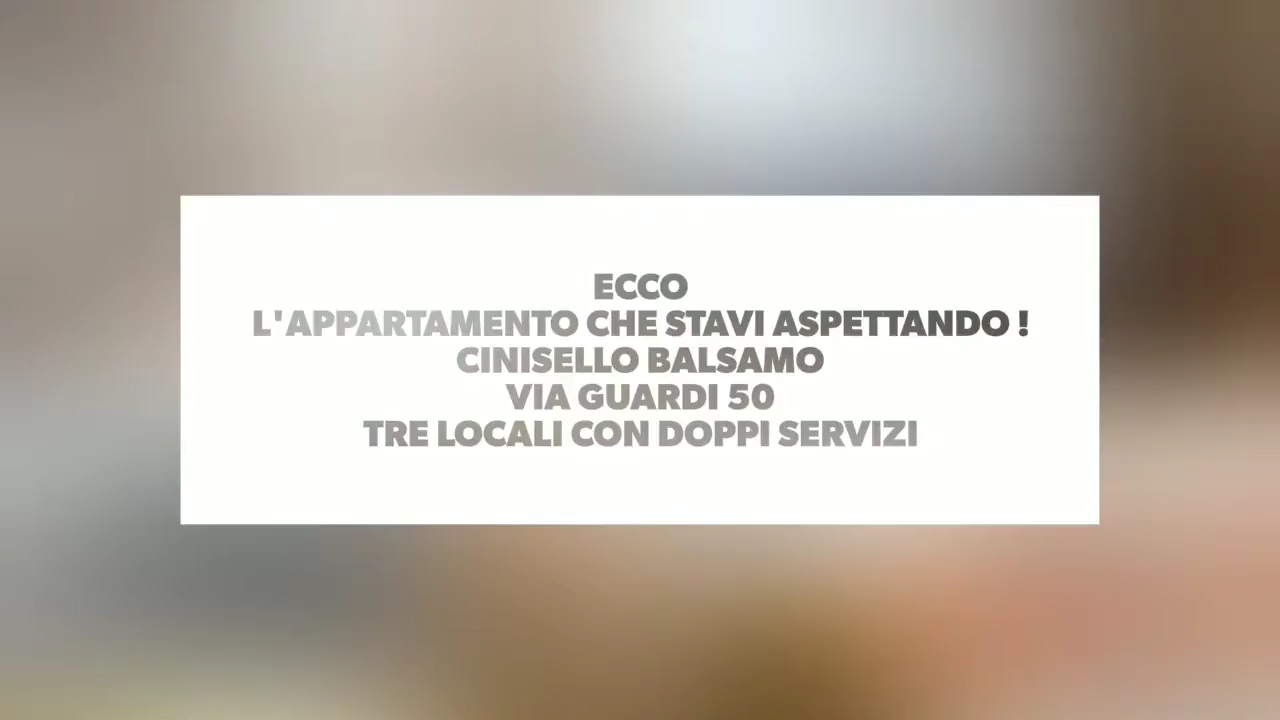 ECCO
L'APPARTAMENTO CHE STAVI ASPETTANDO !
CINISELLO BALSAMO
VIA GUARDI 50
TRE LOCALI CON DOPPI SERVIZI